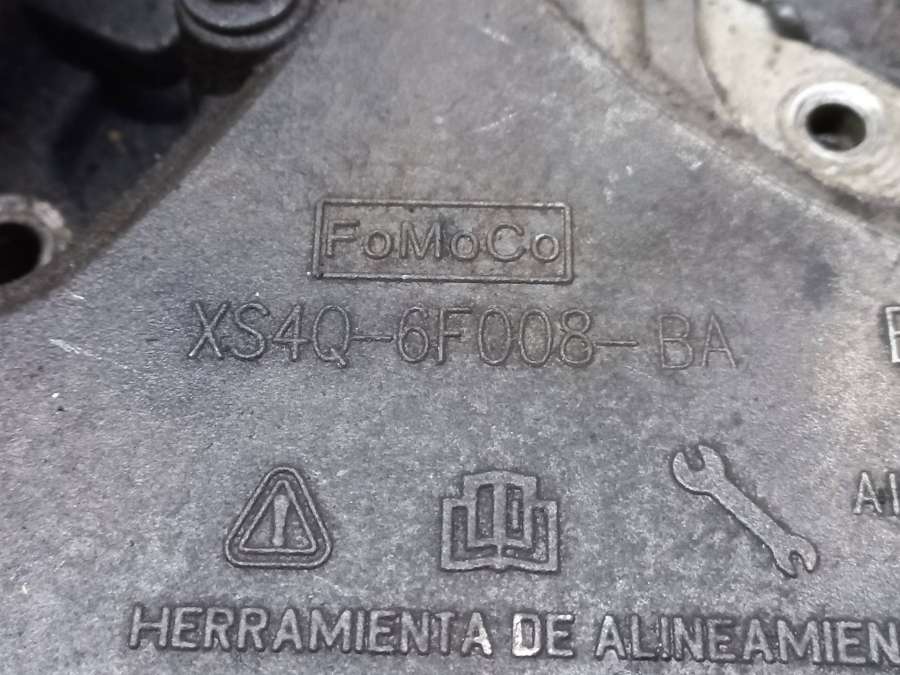 FoMoCo
XS4Q-6F008-BA
HERRAMIENTA DE ALINEAMIEN